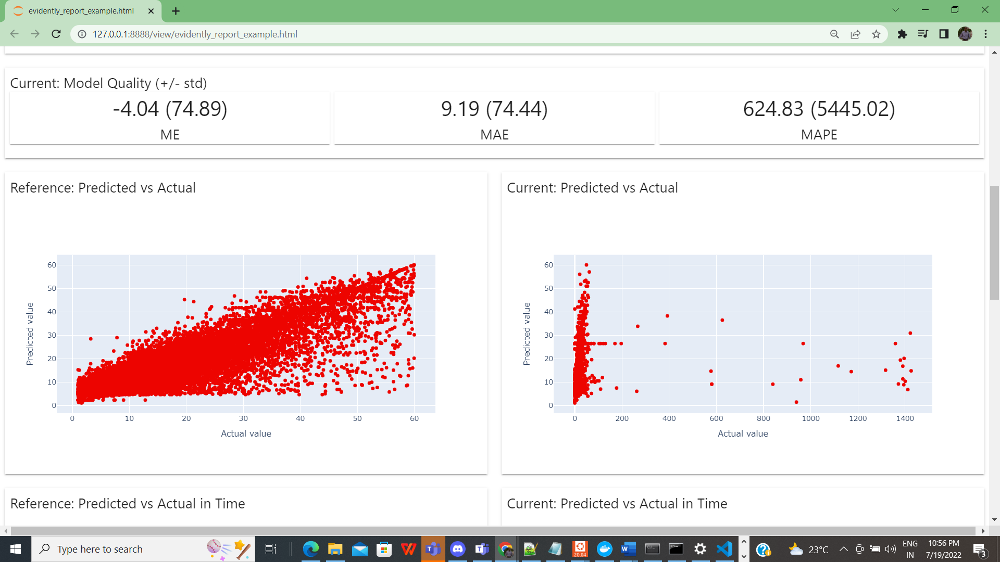 evidently_report_example.html
127.0.0.1:8888/view/evidently_report_example.html
Current: Model Quality (+/- std)
-4.04 (74.89)
ME
9.19 (74.44)
MAE
624.83 (5445.02)
MAPE
Reference: Predicted vs Actual
60
50
40
30
20
10
0
Predicted value
0 10 20 30 40 50 60
Actual value
Current: Predicted vs Actual
60
50
40
30
20
10
0
Predicted value
0 200 400 600 800 1000 1200 1400
Actual value
Reference: Predicted vs Actual in Time
Current: Predicted vs Actual in Time
Type here to search
20.04
23°C
ENG
IN
10:56 PM
7/19/2022
3